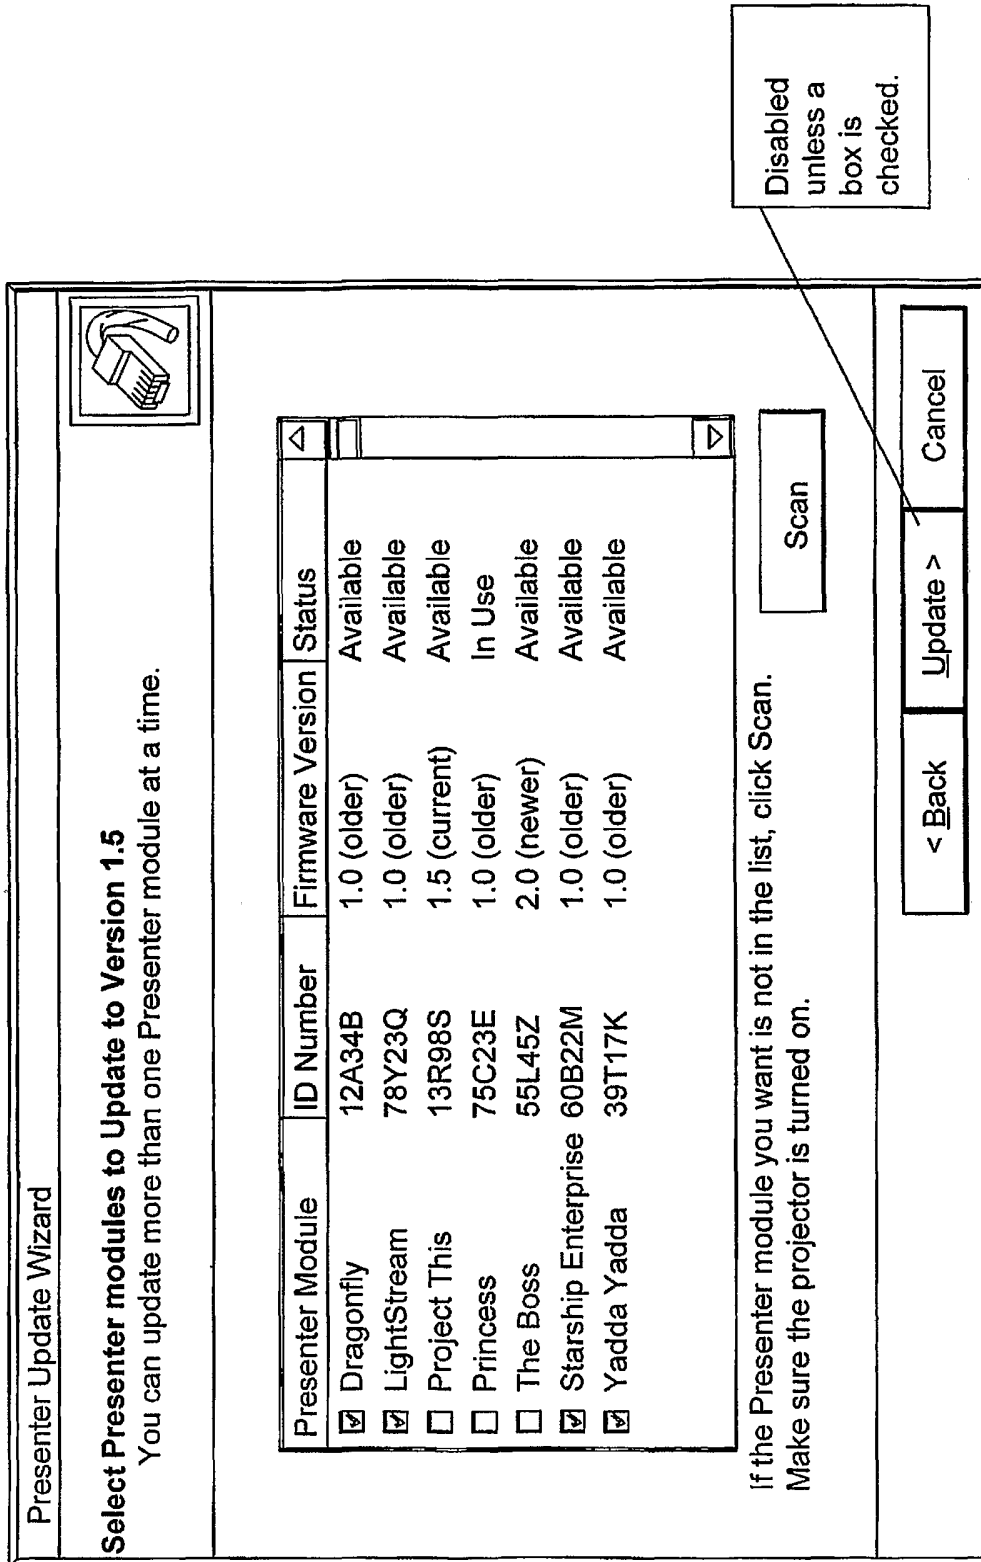 Presenter Update Wizard
Select Presenter modules to Update to Version 1.5
You can update more than one Presenter module at a time.
Presenter Module ID Number Firmware Version Status
Dragonfly 12A34B 1.0 (older) Available
LightStream 78Y23Q 1.0 (older) Available
Project This 13R98S 1.5 (current) Available
Princess 75C23E 1.0 (older) In Use
The Boss 55L45Z 2.0 (newer) Available
Starship Enterprise 60B22M 1.0 (older) Available
Yadda Yadda 39T17K 1.0 (older) Available
If the Presenter module you want is not in the list, click Scan.
Make sure the projector is turned on.
Scan
< Back Update > Cancel
Disabled
unless a
box is
checked.